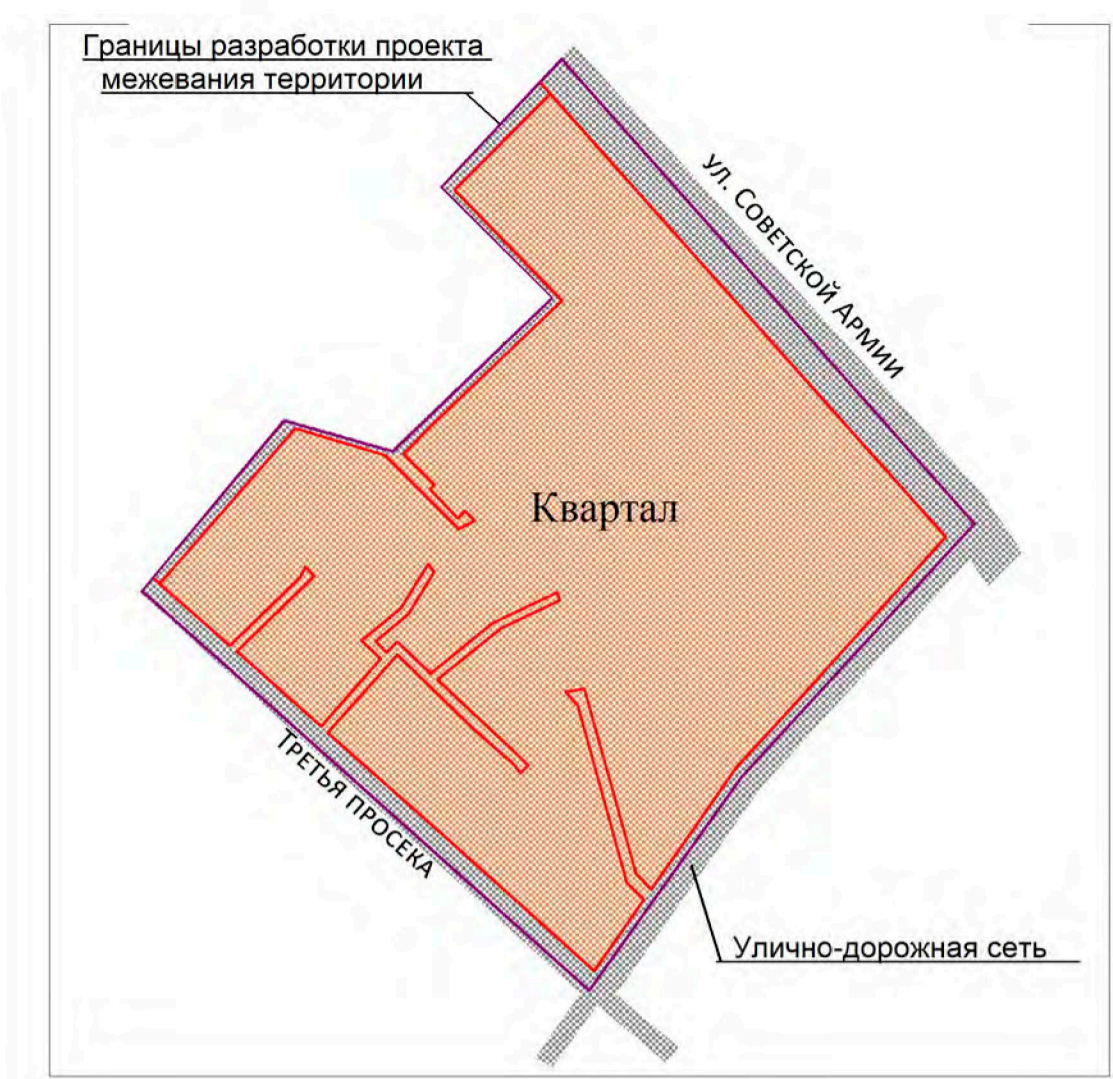 Границы разработки проекта
межевания территории
ул. Советской Армии
Квартал
Третья просека
Улично-дорожная сеть